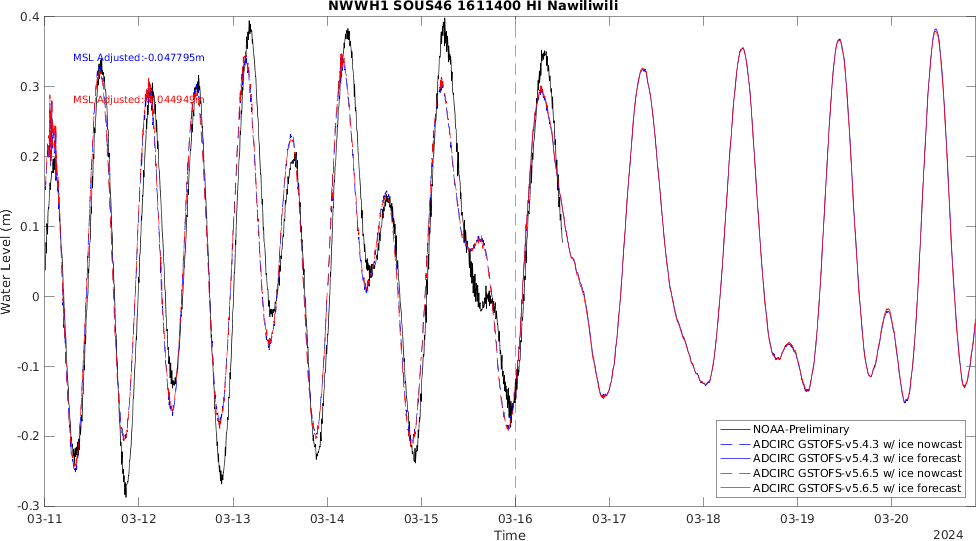 NWWH1 SOUS46 1611400 HI Nawiliwili
0.4
0.3
0.2
0.1
0
-0.1
-0.2
-0.3
Water Level (m)
MSL Adjusted:-0.047795m
MSL Adjusted:-0.044949m
NOAA-Preliminary
ADCIRC GSTOFS-v5.4.3 w/ ice nowcast
ADCIRC GSTOFS-v5.4.3 w/ ice forecast
ADCIRC GSTOFS-v5.6.5 w/ ice nowcast
ADCIRC GSTOFS-v5.6.5 w/ ice forecast
03-11 03-12 03-13 03-14 03-15 03-16 03-17 03-18 03-19 03-20
Time
2024